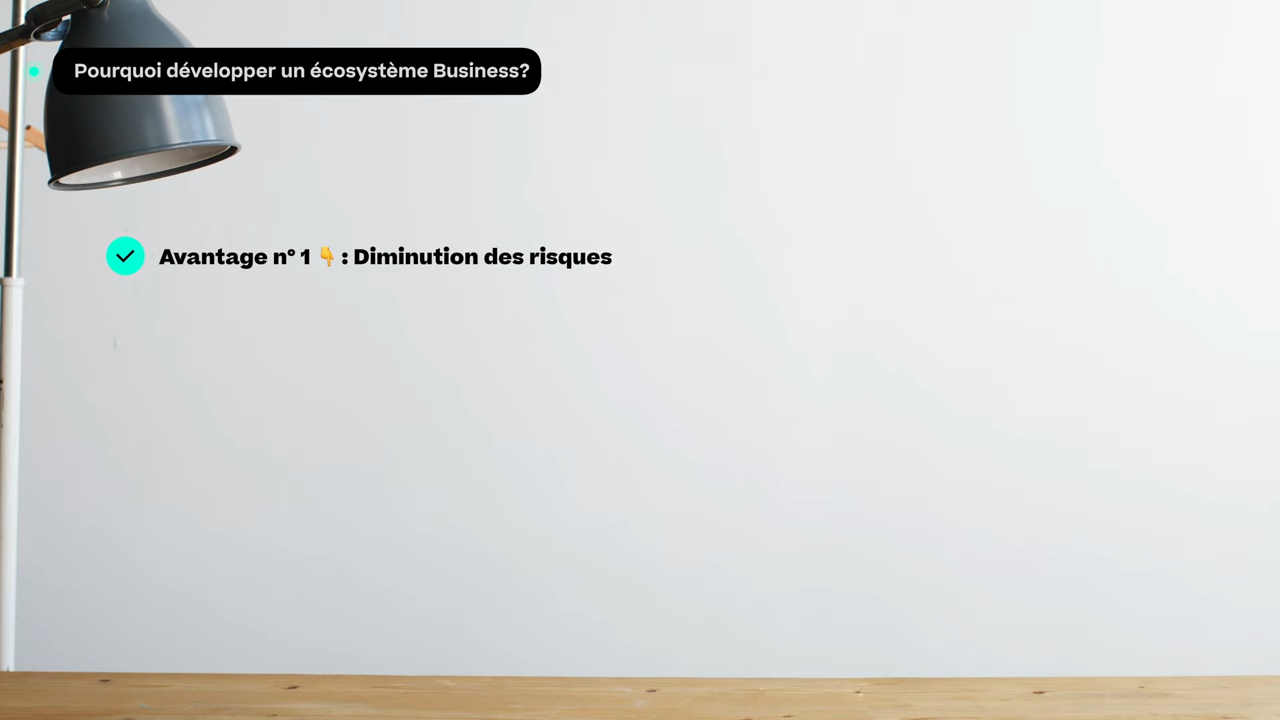 Pourquoi développer un écosystème Business?
Avantage n° 1 👇 : Diminution des risques